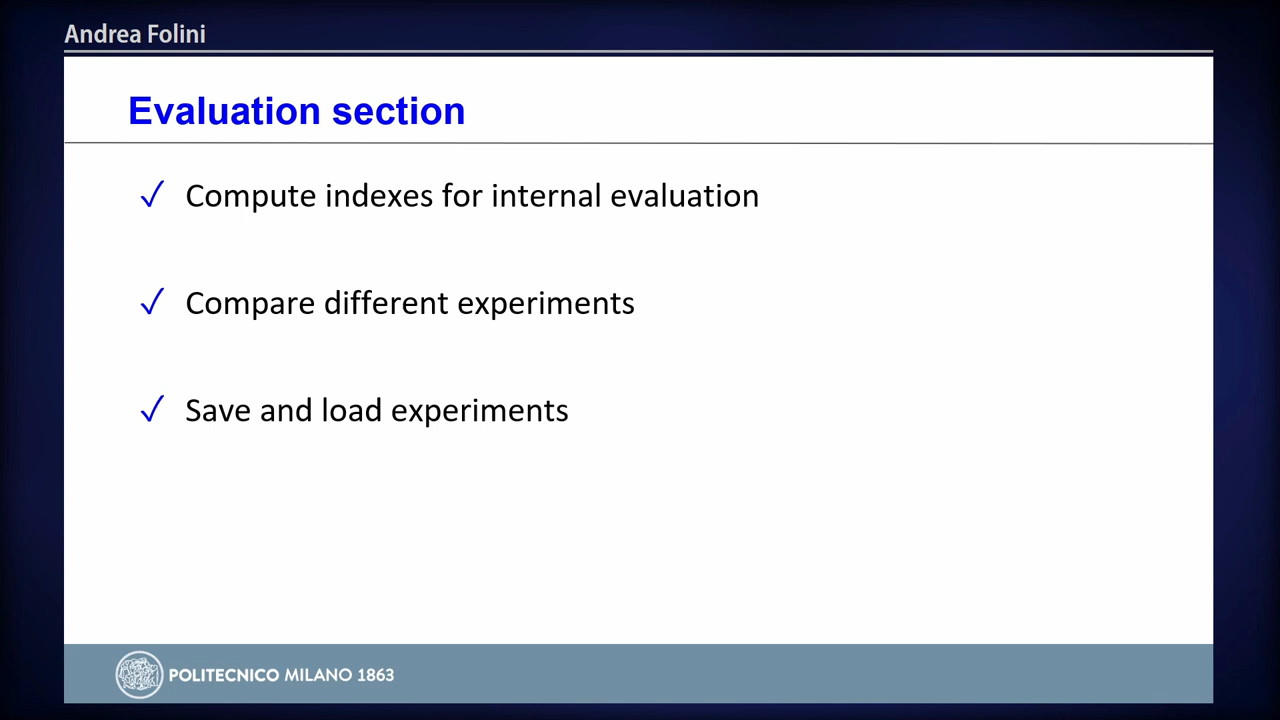 Andrea Folini
Evaluation section
✓ Compute indexes for internal evaluation
✓ Compare different experiments
✓ Save and load experiments
POLITECNICO MILANO 1863